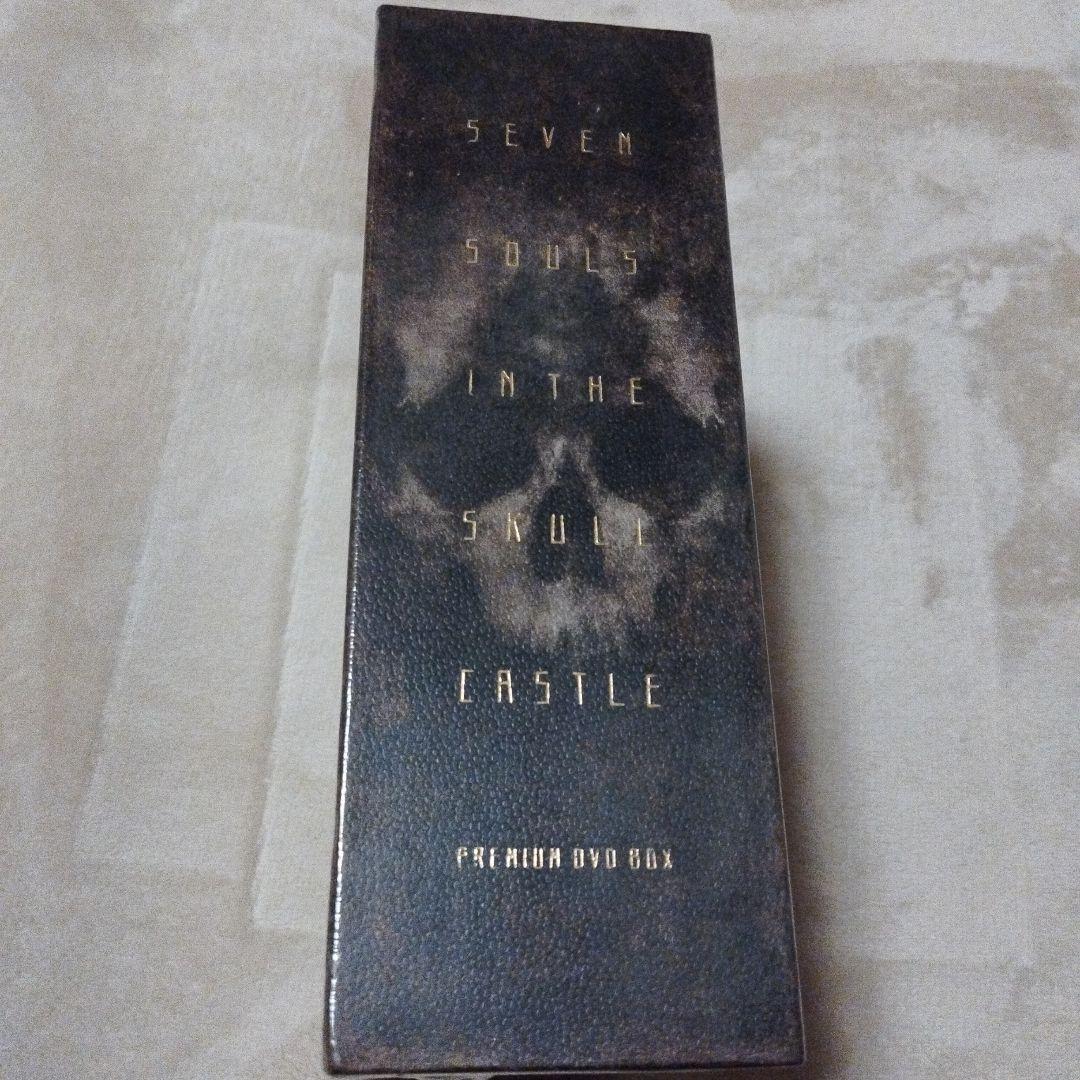 SEVEN
SOULS
IN THE
SKULL
CASTLE
PREMIUM DVD BOX